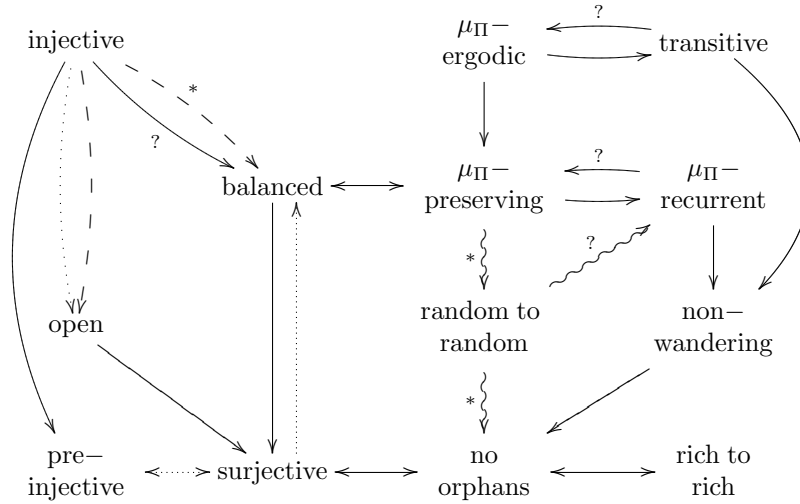 injective
μΠ−
ergodic
?
transitive
*
?
balanced
μΠ−
preserving
?
μΠ−
recurrent
*
?
open
random to
random
non−
wandering
*
pre−
injective
surjective
no
orphans
rich to
rich